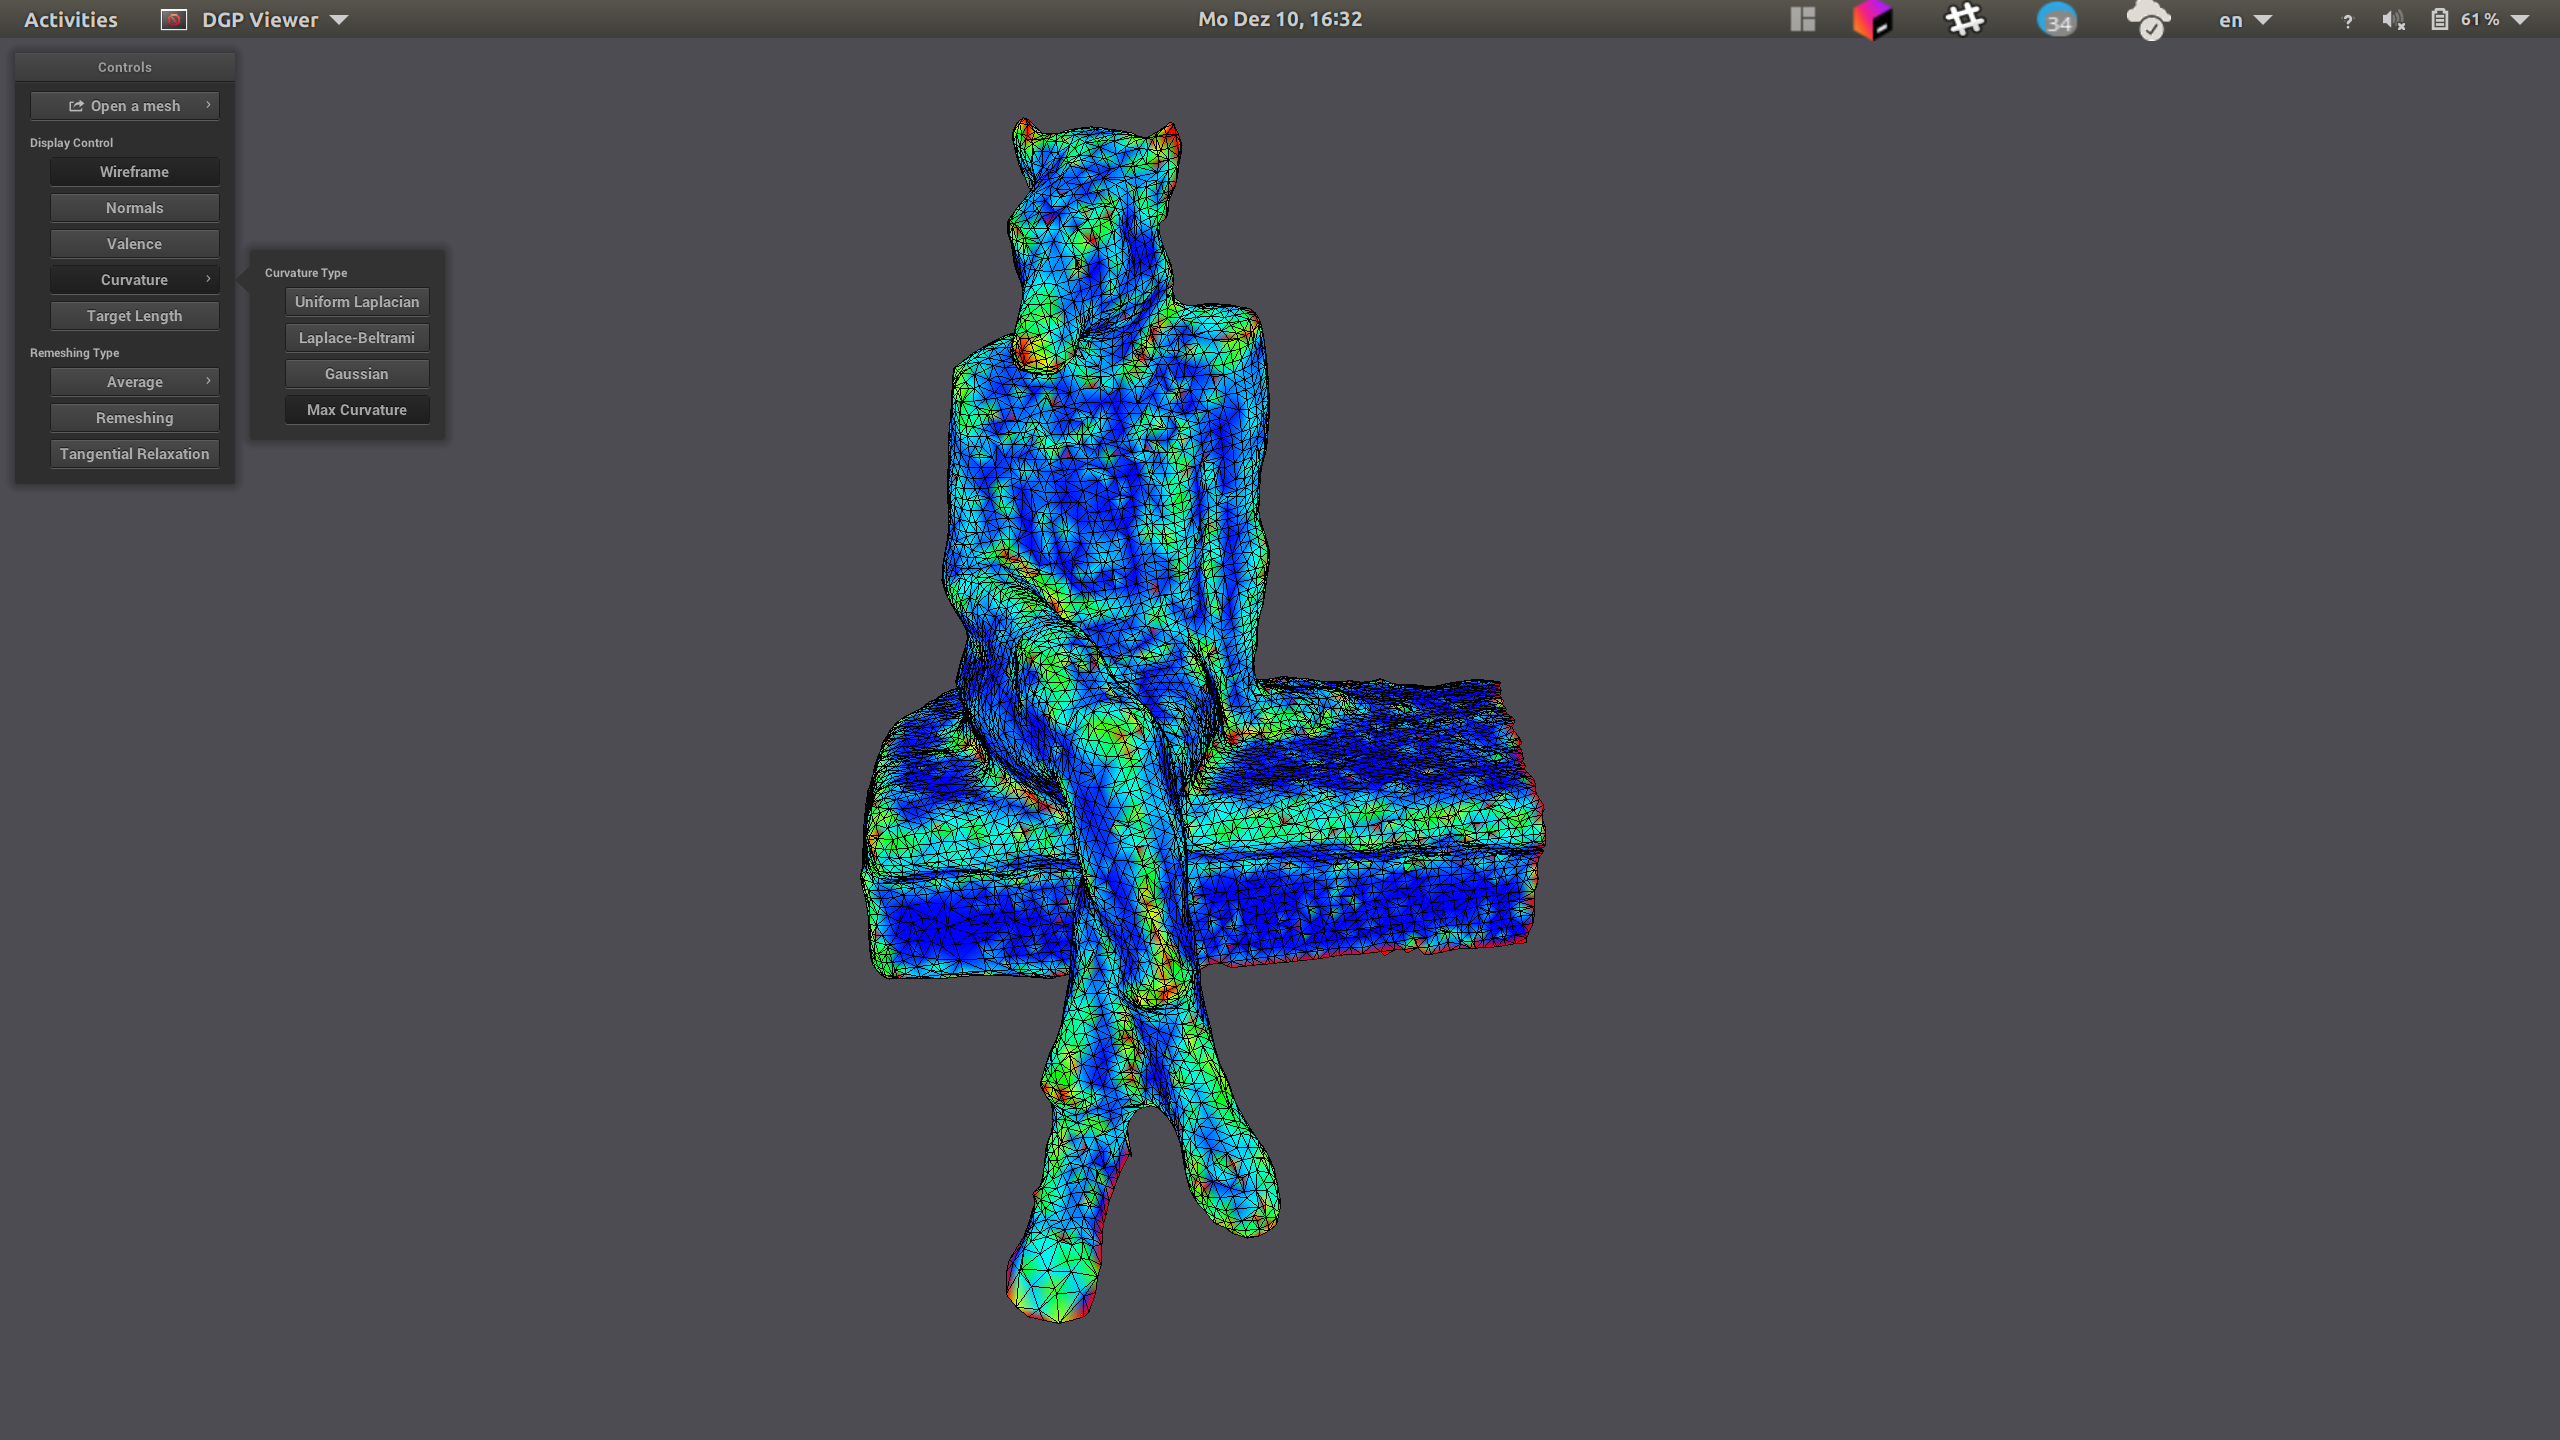 Activities
DGP Viewer
Mo Dez 10, 16:32
34
en
?
61 %
Controls
Open a mesh
Display Control
Wireframe
Normals
Valence
Curvature
Target Length
Remeshing Type
Average
Remeshing
Tangential Relaxation
Curvature Type
Uniform Laplacian
Laplace-Beltrami
Gaussian
Max Curvature